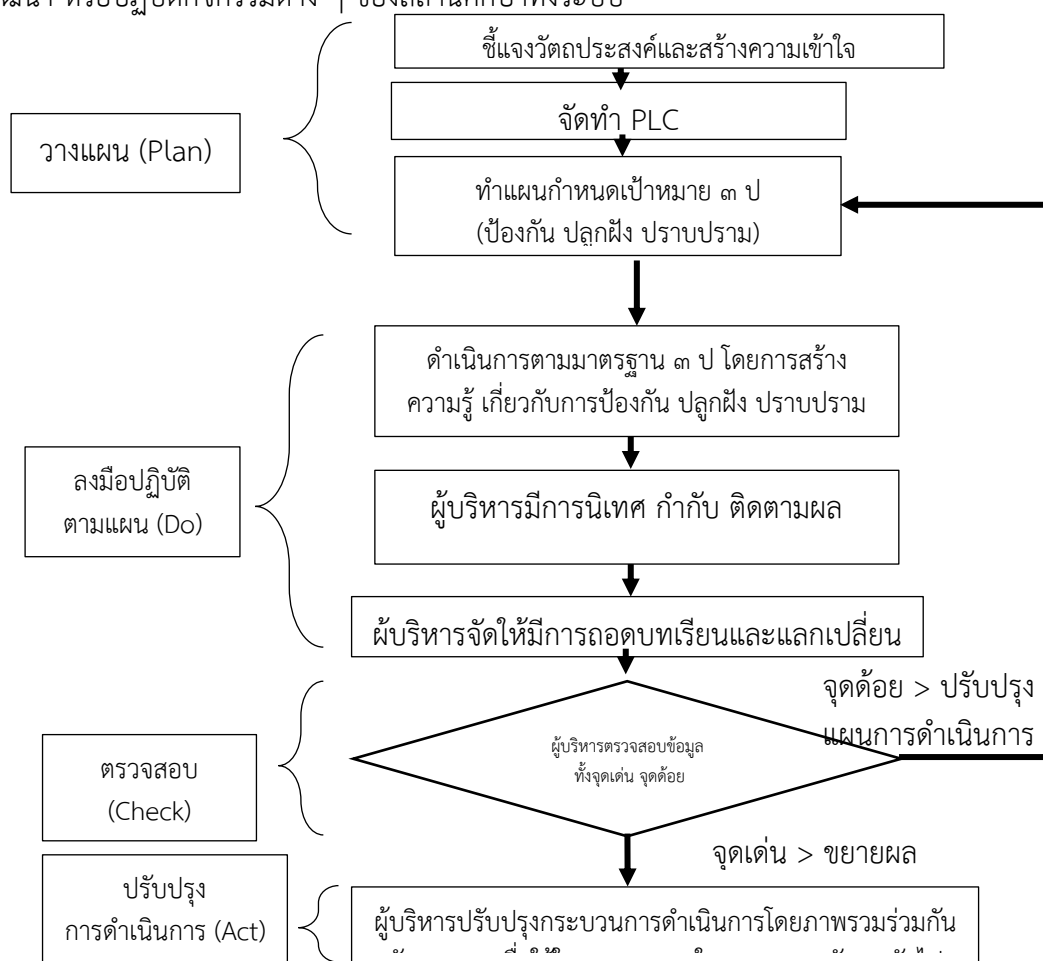 ชี้แจงวัตถุประสงค์และสร้างความเข้าใจ
จัดทำ PLC
วางแผน (Plan)
ทำแผนกำหนดเป้าหมาย ๓ ป
(ป้องกัน ปลูกฝัง ปราบปราม)
ดำเนินการตามมาตรฐาน ๓ ป โดยการสร้าง
ความรู้ เกี่ยวกับการป้องกัน ปลูกฝัง ปราบปราม
ลงมือปฏิบัติ
ตามแผน (Do)
ผู้บริหารมีการนิเทศ กำกับ ติดตามผล
ผู้บริหารจัดให้มีการถอดบทเรียนและแลกเปลี่ยน
จุดด้อย > ปรับปรุง
แผนการดำเนินการ
ผู้บริหารตรวจสอบข้อมูล
ทั้งจุดเด่น จุดด้อย
ตรวจสอบ
(Check)
จุดเด่น > ขยายผล
ปรับปรุง
การดำเนินการ (Act)
ผู้บริหารปรับปรุงกระบวนการดำเนินการโดยภาพรวมร่วมกัน